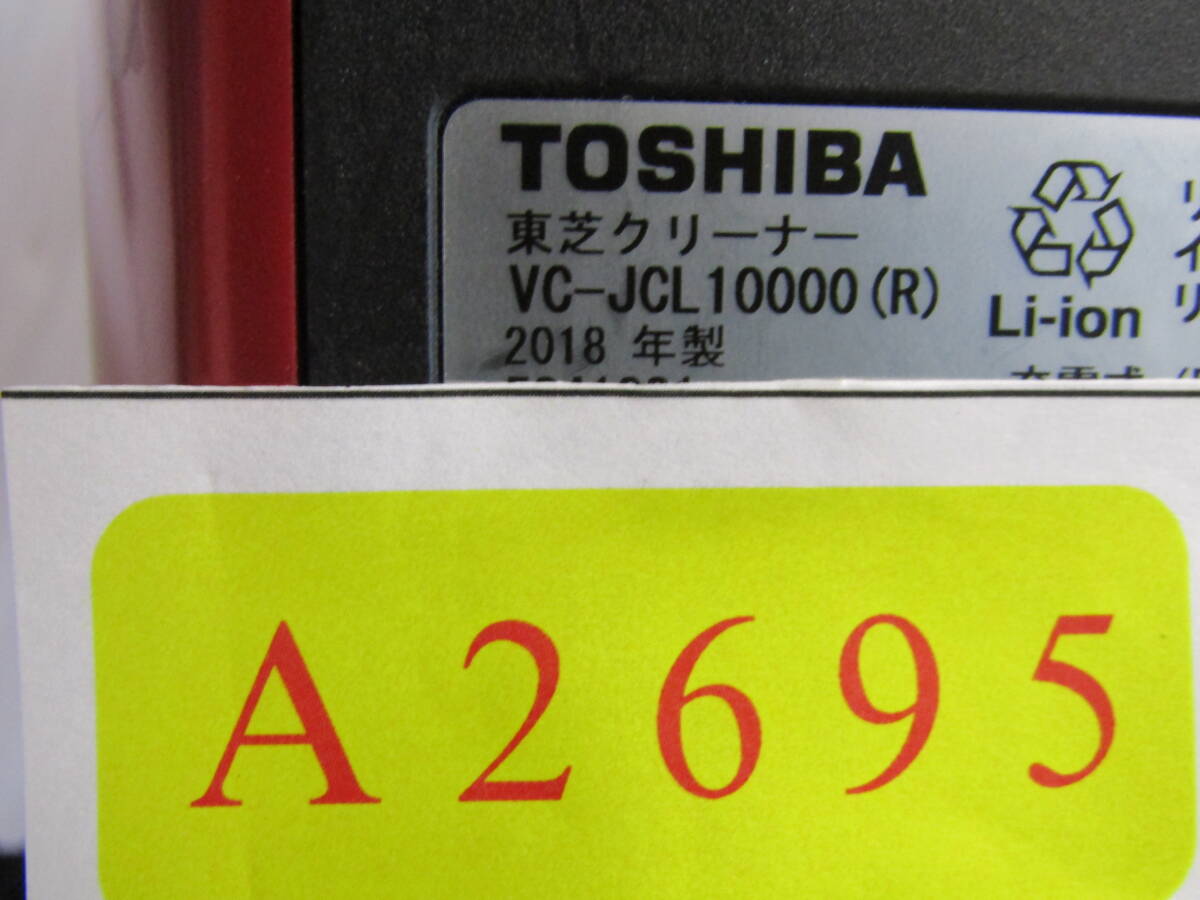 TOSHIBA
東芝クリーナー
VC-JCL10000(R)
2018 年製
Li-ion
A2695